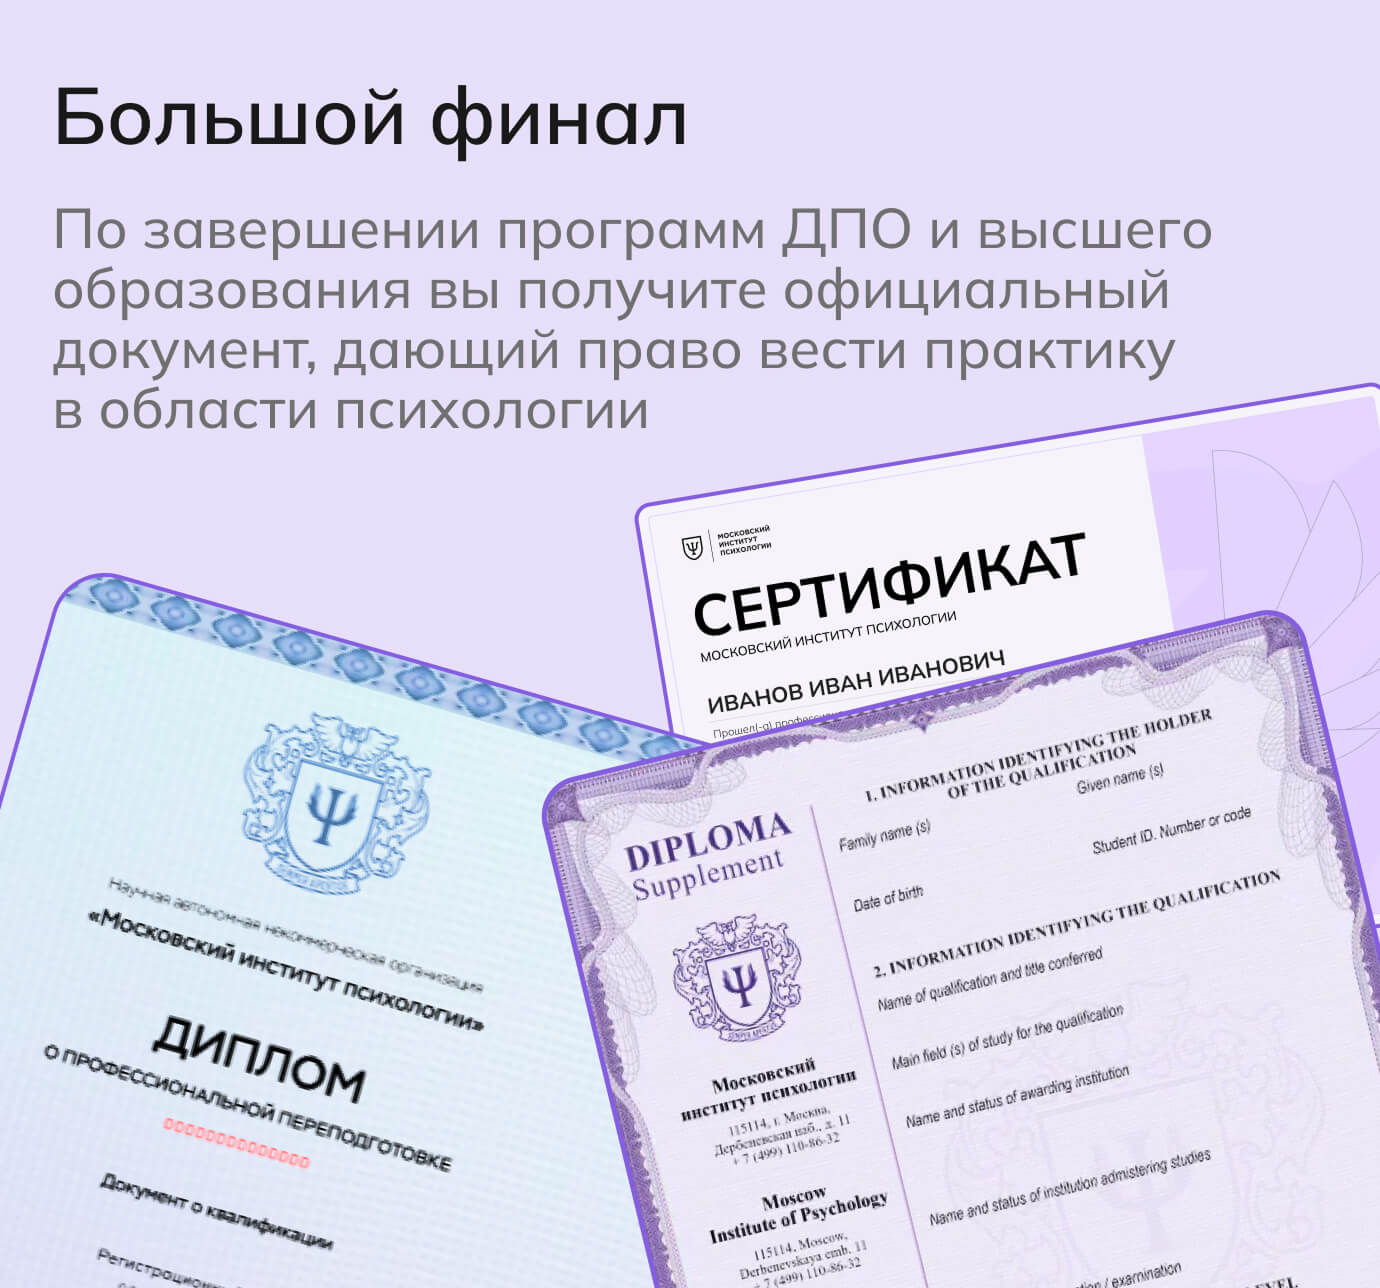 Большой финал
По завершении программ ДПО и высшего
образования вы получите официальный
документ, дающий право вести практику
в области психологии
МОСКОВСКИЙ
ИНСТИТУТ
ПСИХОЛОГИИ
СЕРТИФИКАТ
МОСКОВСКИЙ ИНСТИТУТ ПСИХОЛОГИИ
ИВАНОВ ИВАН ИВАНОВИЧ
Прошел(-а)
Научная автономная некоммерческая организация
«Московский институт психологии»
ДИПЛОМ
О ПРОФЕССИОНАЛЬНОЙ ПЕРЕПОДГОТОВКЕ
Документ о квалификации
DIPLOMA
Supplement
SEMPER APERTUS
Московский
институт психологии
115114, г. Москва,
Дербеневская наб., д. 11
+ 7 (499) 110-86-32
Moscow
Institute of Psychology
115114, Moscow,
Derbenevskaya emb. 11
+7 (499) 110-86-32
1. INFORMATION IDENTIFYING THE HOLDER
OF THE QUALIFICATION
Family name (s)
Given name (s)
Date of birth
Student ID. Number or code
2. INFORMATION IDENTIFYING THE QUALIFICATION
Name of qualification and title conferred
Main field (s) of study for the qualification
Name and status of awarding institution
Name and status of institution admistering studies
/ examination